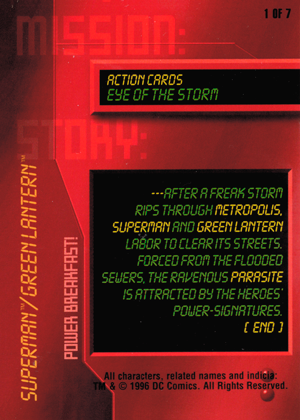 1 OF 7
MISSION:
ACTION CARDS
EYE OF THE STORM
STORY:
SUPERMAN™/GREEN LANTERN™
POWER BREAKFAST!
---AFTER A FREAK STORM
RIPS THROUGH METROPOLIS,
SUPERMAN AND GREEN LANTERN
LABOR TO CLEAR ITS STREETS.
FORCED FROM THE FLOODED
SEWERS, THE RAVENOUS PARASITE
IS ATTRACTED BY THE HEROES'
POWER-SIGNATURES.
( END )
All characters, related names and indicia:
TM & © 1996 DC Comics. All Rights Reserved.